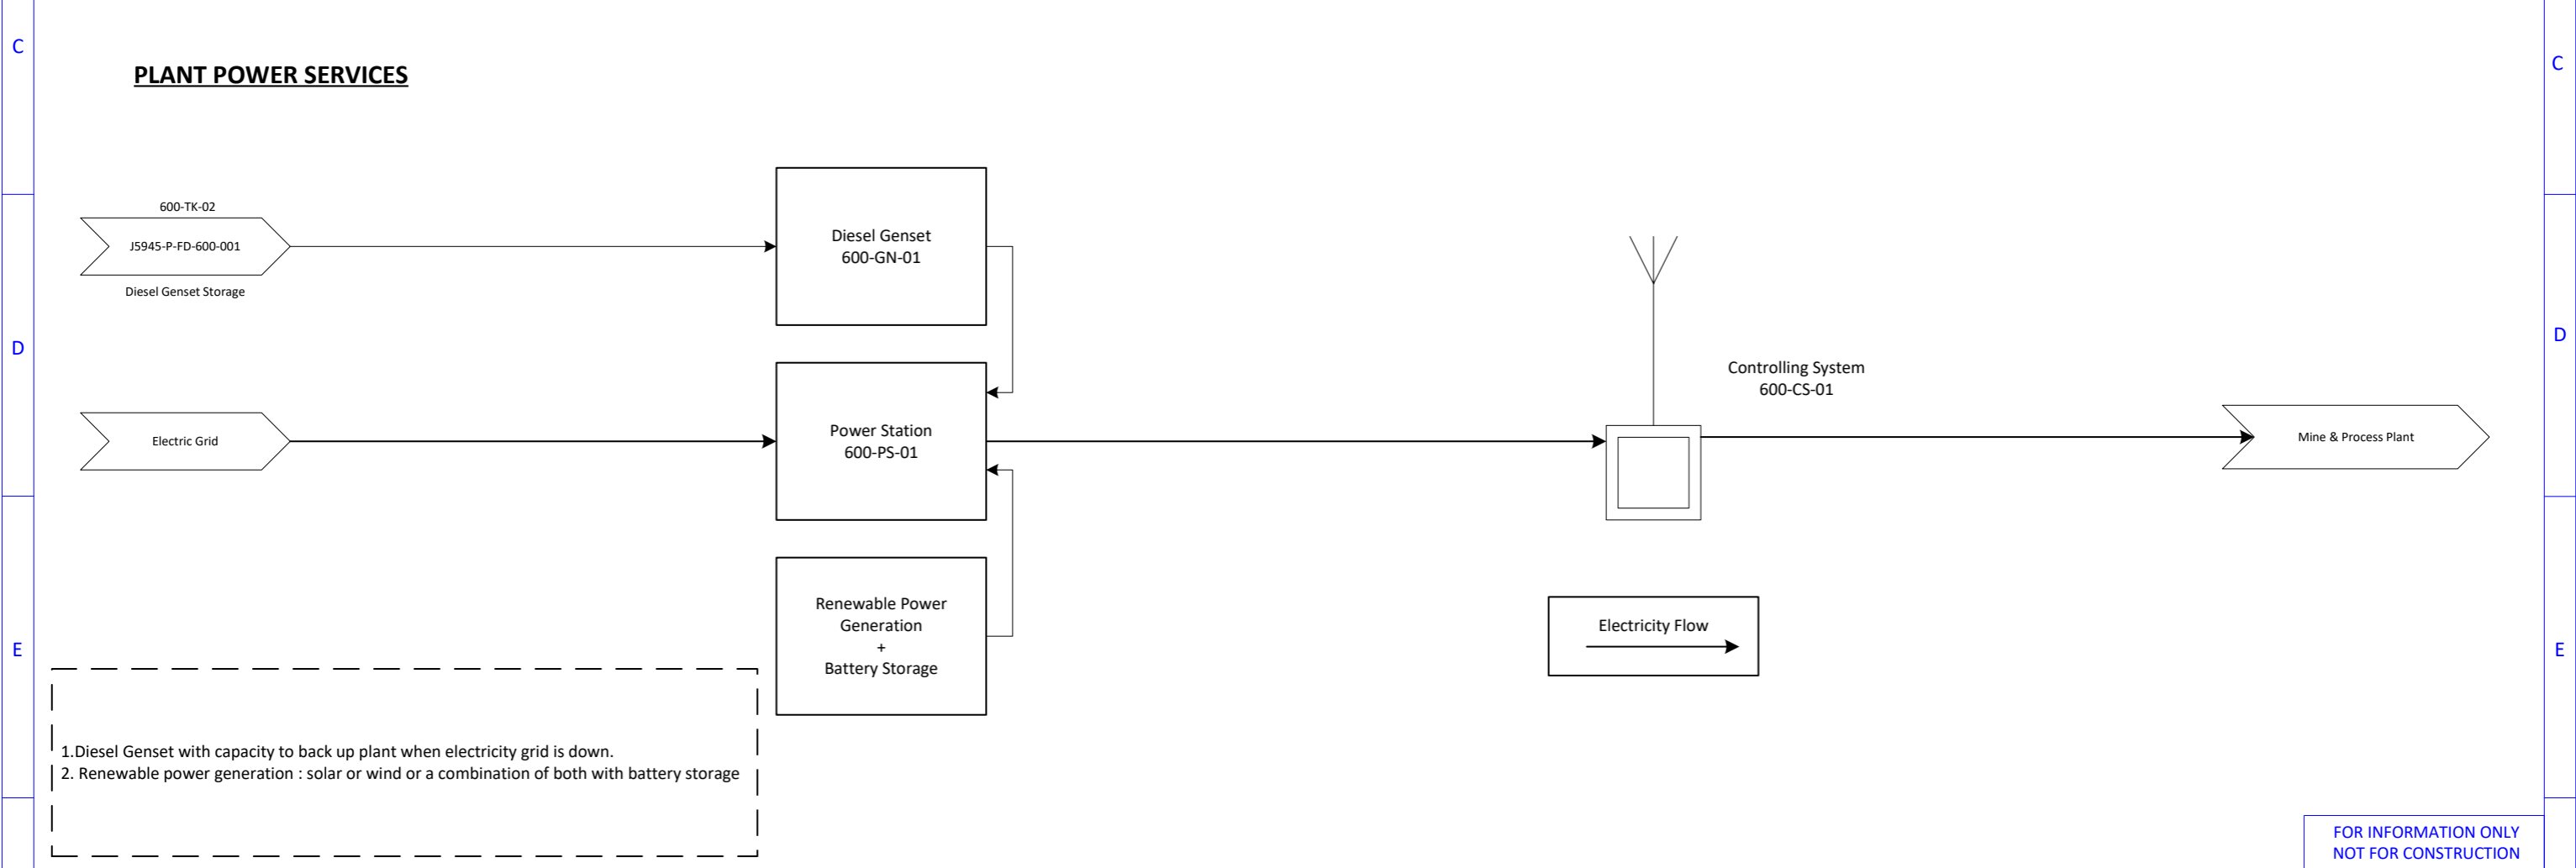 C
C
PLANT POWER SERVICES
600-TK-02
J5945-P-FD-600-001
Diesel Genset Storage
Diesel Genset
600-GN-01
D
D
Controlling System
600-CS-01
Electric Grid
Power Station
600-PS-01
Mine & Process Plant
Renewable Power
Generation
+
Battery Storage
Electricity Flow
E
E
1.Diesel Genset with capacity to back up plant when electricity grid is down.
2. Renewable power generation : solar or wind or a combination of both with battery storage
FOR INFORMATION ONLY
NOT FOR CONSTRUCTION